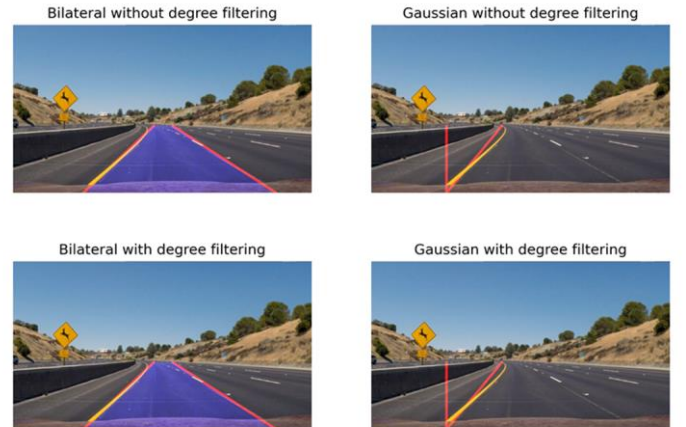 Bilateral without degree filtering
Gaussian without degree filtering
Bilateral with degree filtering
Gaussian with degree filtering